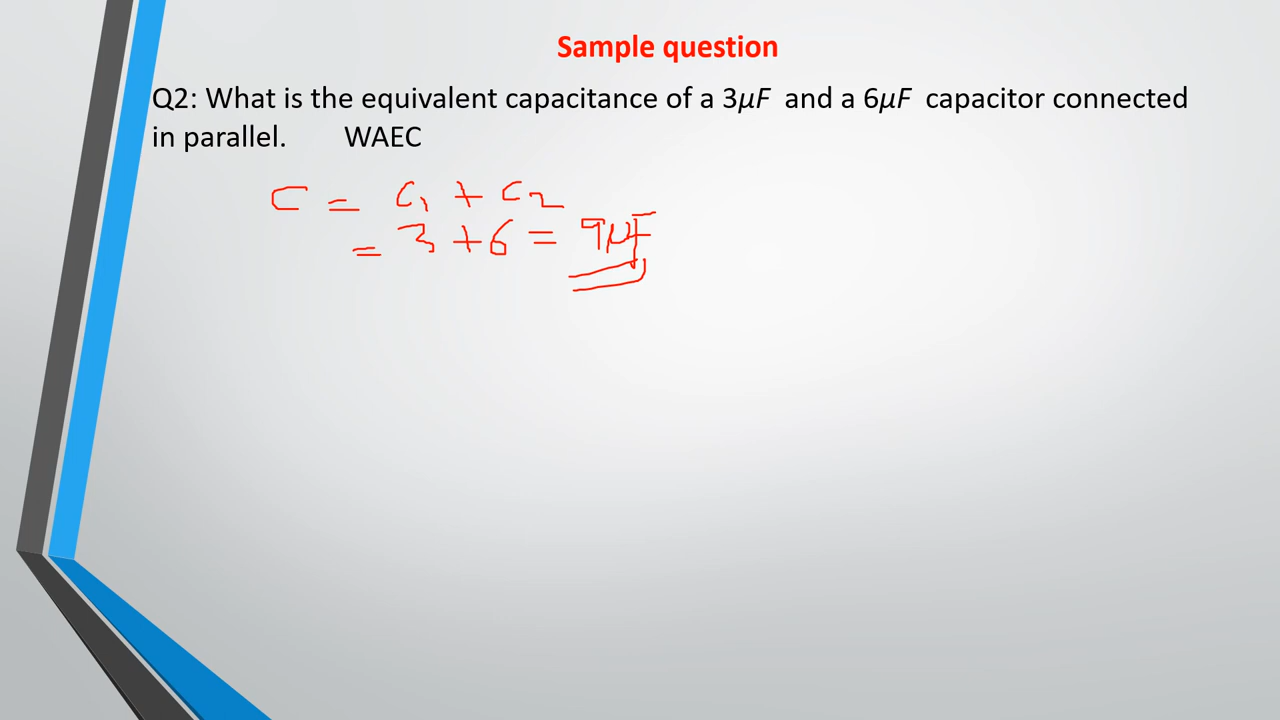 Sample question
Q2: What is the equivalent capacitance of a 3μF and a 6μF capacitor connected
in parallel. WAEC
C = C₁ + C₂
= 3 + 6 = 9μF